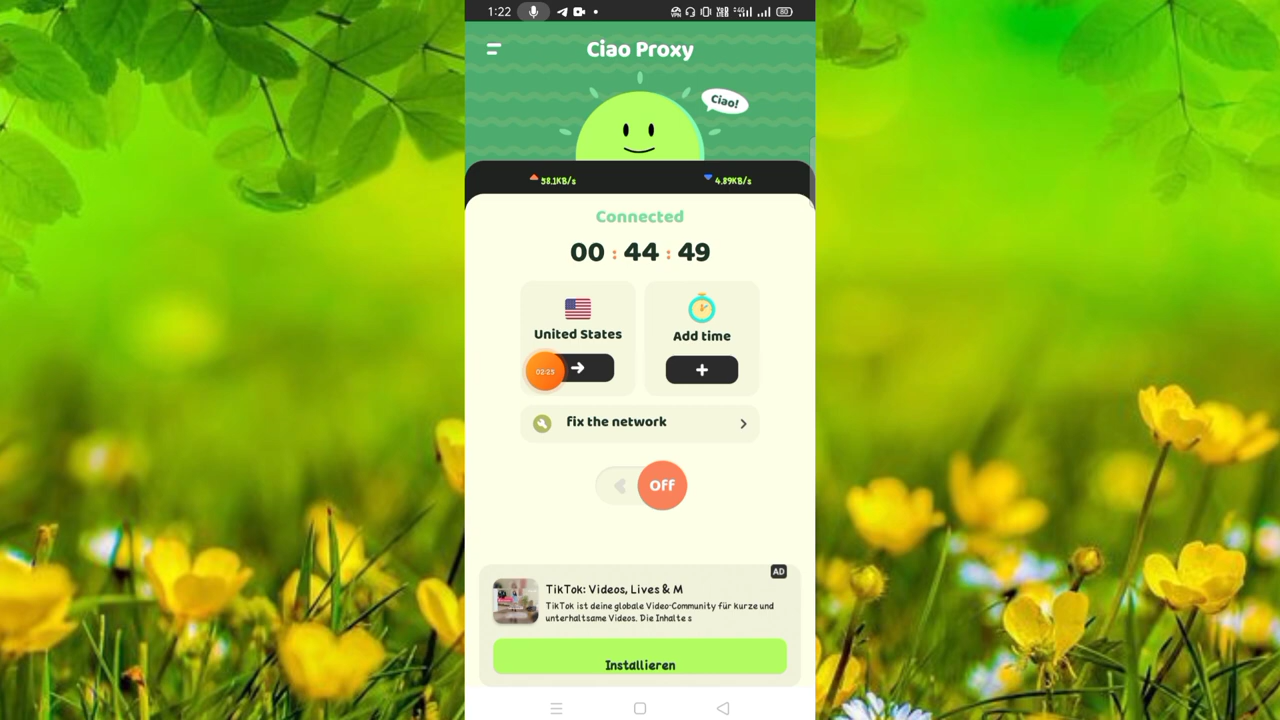 1:22
80
Ciao Proxy
Ciao!
58.1KB/s
4.89KB/s
Connected
00 : 44 : 49
United States
Add time
02:25
fix the network
Off
AD
TikTok: Videos, Lives & M
TikTok ist deine globale Video-Community für kurze und
unterhaltsame Videos. Die Inhalte s
Installieren